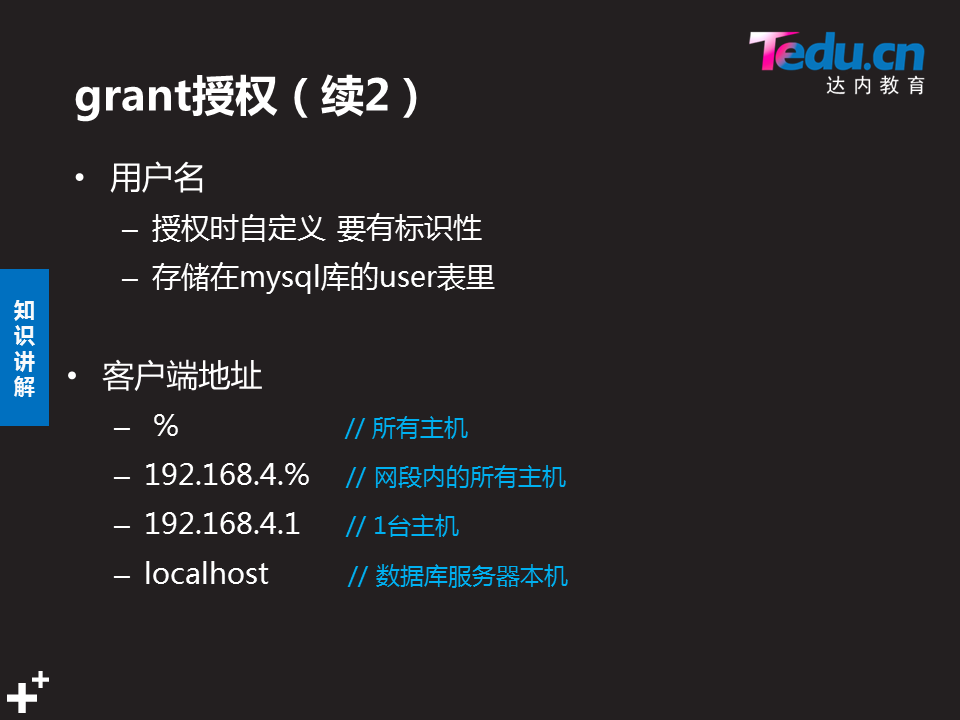 Tedu.cn
达内教育
grant授权（续2）
• 用户名
– 授权时自定义 要有标识性
– 存储在mysql库的user表里
知识讲解
• 客户端地址
– % // 所有主机
– 192.168.4.% // 网段内的所有主机
– 192.168.4.1 // 1台主机
– localhost // 数据库服务器本机